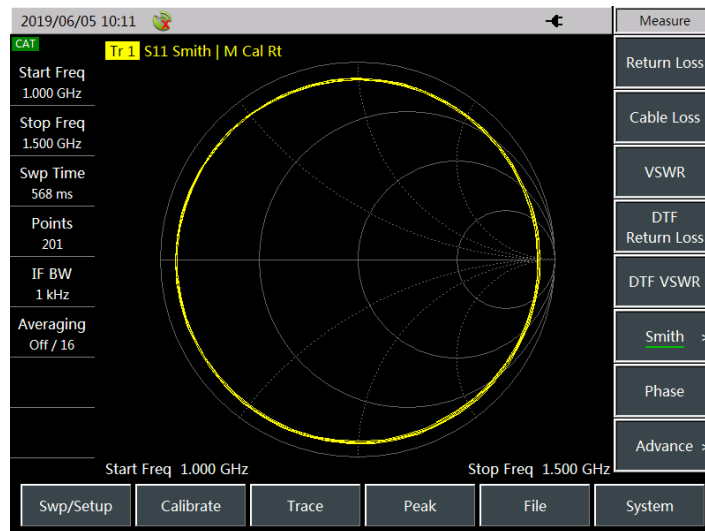 2019/06/05 10:11
Measure
CAT
Tr 1 S11 Smith | M Cal Rt
Start Freq
1.000 GHz
Stop Freq
1.500 GHz
Swp Time
568 ms
Points
201
IF BW
1 kHz
Averaging
Off / 16
Return Loss
Cable Loss
VSWR
DTF
Return Loss
DTF VSWR
Smith >
Phase
Advance >
Start Freq 1.000 GHz
Stop Freq 1.500 GHz
Swp/Setup
Calibrate
Trace
Peak
File
System